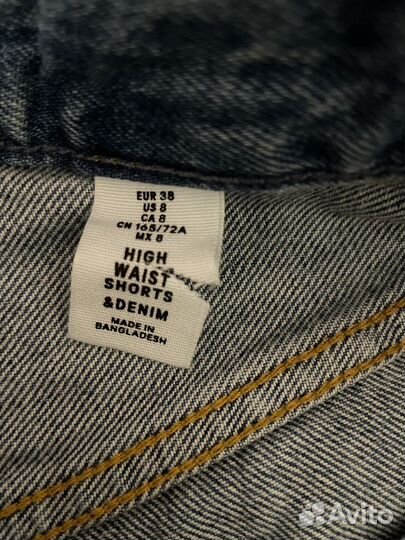 EUR 38
US 8
CA 8
CN 165/72A
MX 8
HIGH
WAIST
SHORTS
&DENIM
MADE IN
BANGLADESH
Avito